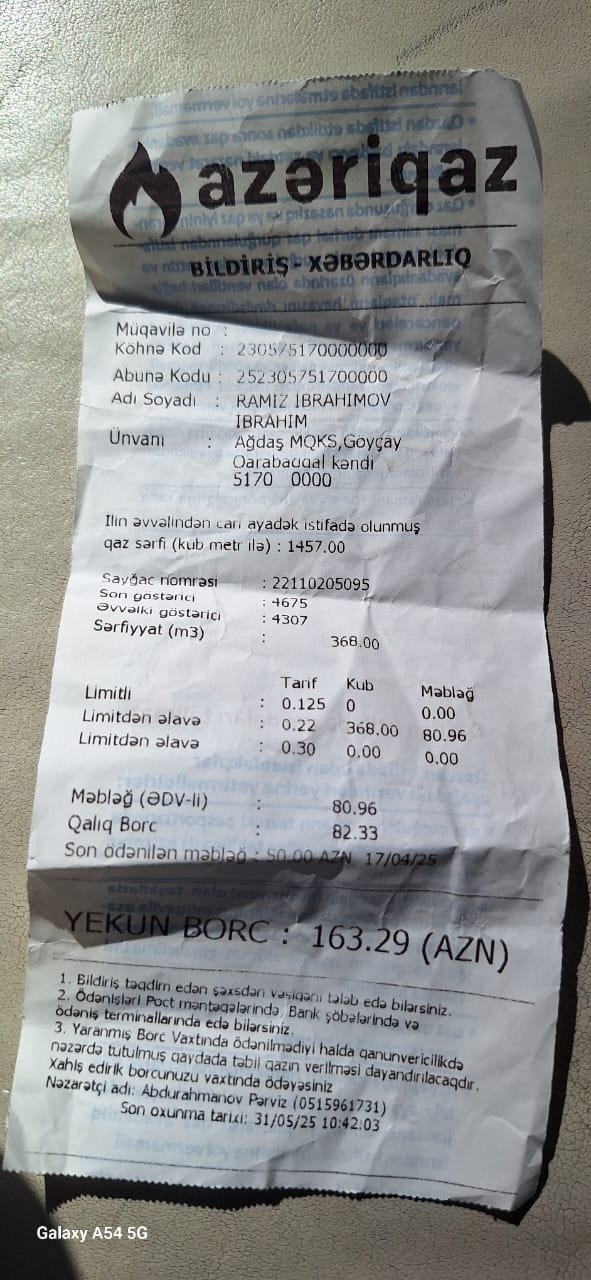 azəriqaz
BİLDİRİŞ - XƏBƏRDARLIQ
Müqavilə no :
Köhnə Kod : 230575170000000
Abunə Kodu : 252305751700000
Adı Soyadı : RAMIZ IBRAHIMOV
IBRAHIM
Ünvanı : Ağdaş MQKS,Göyçay
Qarabaqqal kəndi
5170 0000
İlin əvvəlindən cari ayadək istifadə olunmuş
qaz sərfi (kub metr ilə) : 1457.00
Sayğac nömrəsi : 22110205095
Son göstərici : 4675
Əvvəlki göstərici : 4307
Sərfiyyat (m3) : 368.00
Tarif Kub Məbləğ
Limitli : 0.125 0 0.00
Limitdən əlavə : 0.22 368.00 80.96
Limitdən əlavə : 0.30 0.00 0.00
Məbləğ (ƏDV-li) : 80.96
Qalıq Borc : 82.33
Son ödənilən məbləğ : 50.00 AZN 17/04/25
YEKUN BORC : 163.29 (AZN)
1. Bildiriş təqdim edən şəxsdən vəsiqəni tələb edə bilərsiniz.
2. Ödənişləri Poçt məntəqələrində, Bank şöbələrində və
ödəniş terminallarında edə bilərsiniz.
3. Yaranmış Borc Vaxtında ödənilmədiyi halda qanunvericilikdə
nəzərdə tutulmuş qaydada təbii qazın verilməsi dayandırılacaqdır.
Xahiş edirik borcunuzu vaxtında ödəyəsiniz
Nəzarətçi adı: Abdurahmanov Pərviz (0515961731)
Son oxunma tarixi: 31/05/25 10:42:03
Galaxy A54 5G